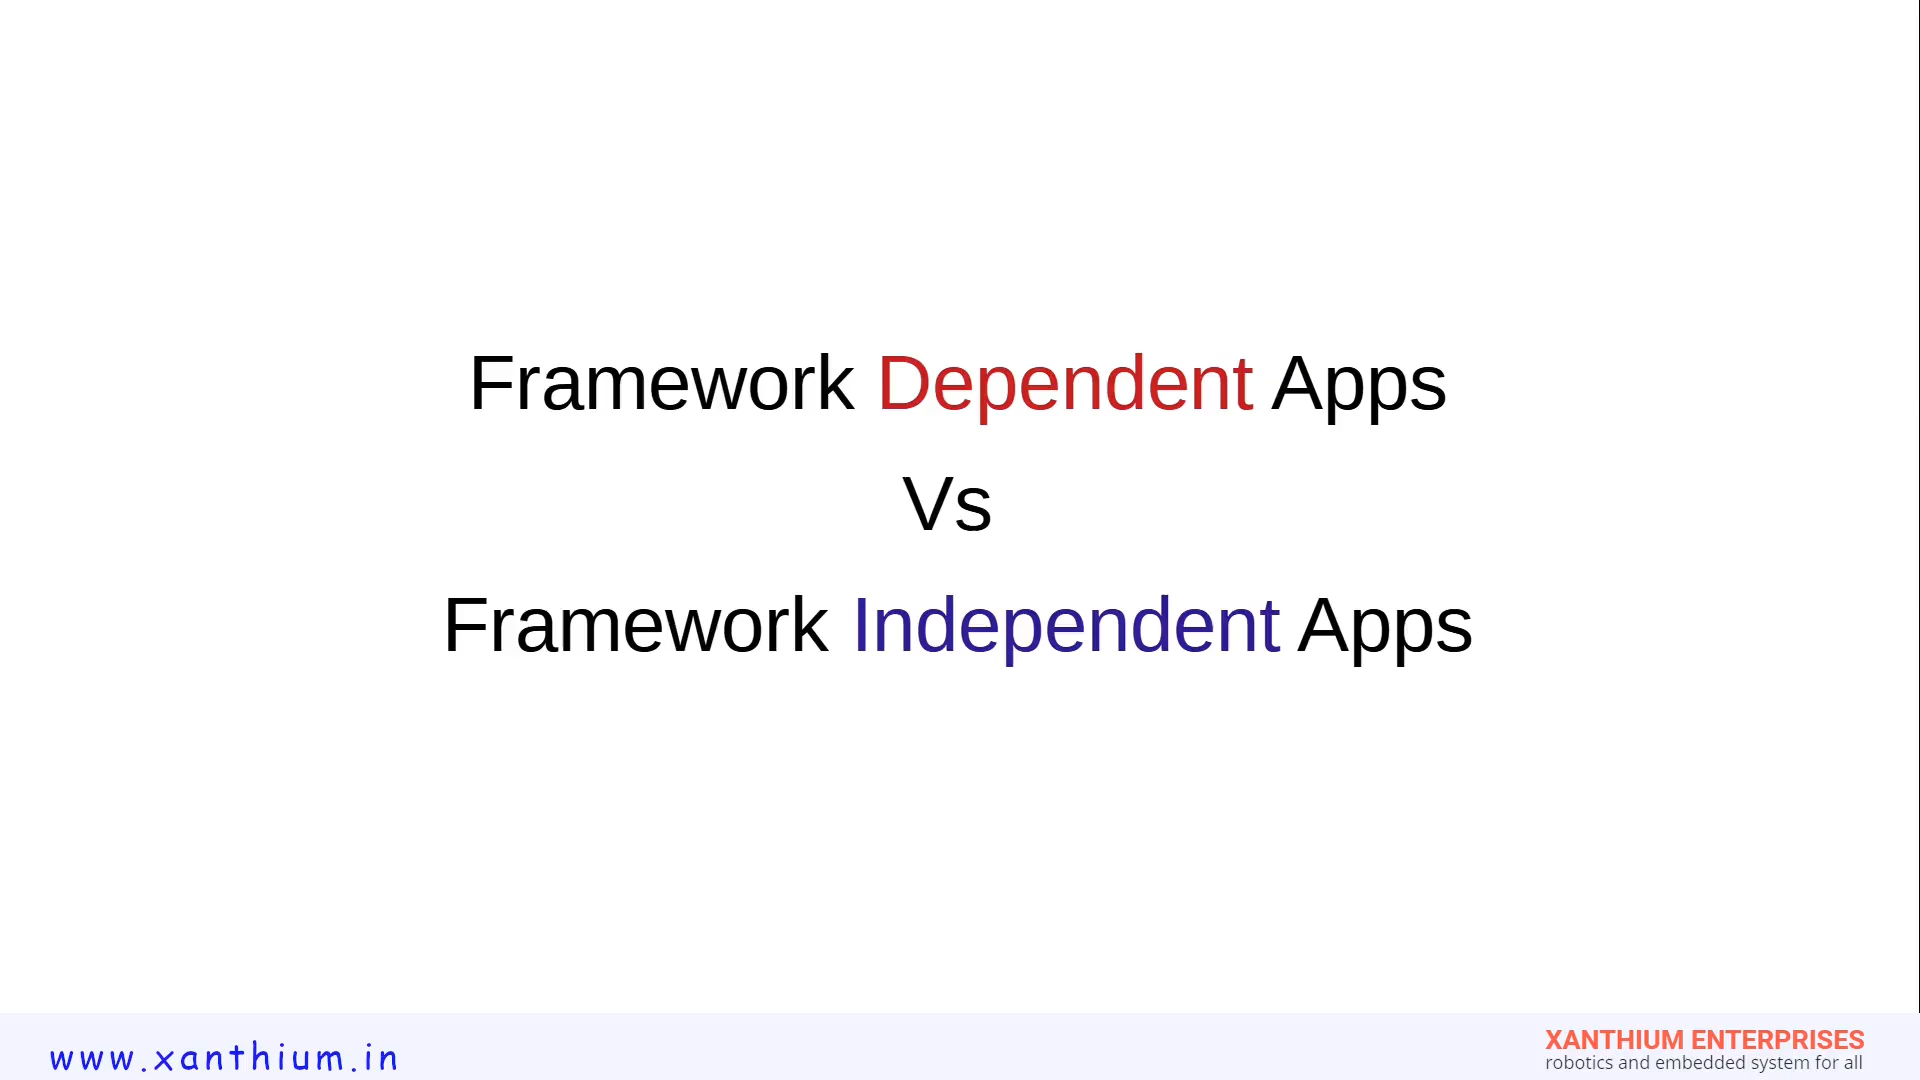 Framework Dependent Apps
Vs
Framework Independent Apps
www.xanthium.in
XANTHIUM ENTERPRISES
robotics and embedded system for all